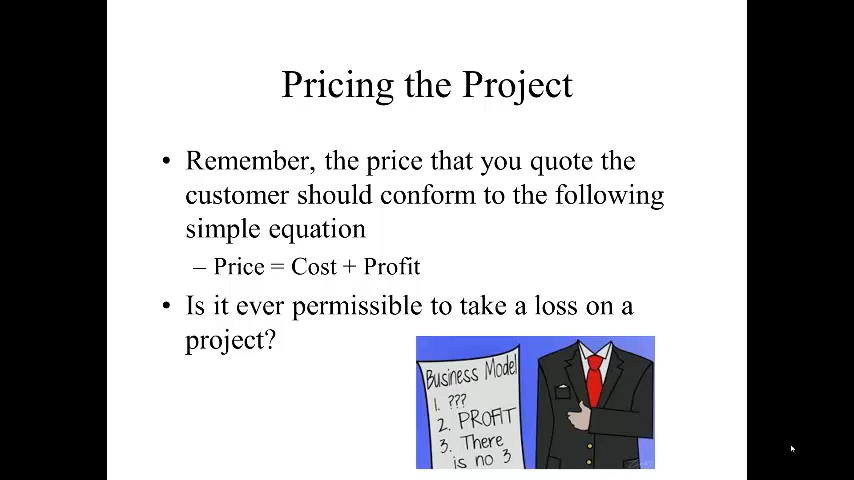 Pricing the Project
• Remember, the price that you quote the
customer should conform to the following
simple equation
– Price = Cost + Profit
• Is it ever permissible to take a loss on a
project?
Business Model
1. ???
2. PROFIT
3. There
is no 3